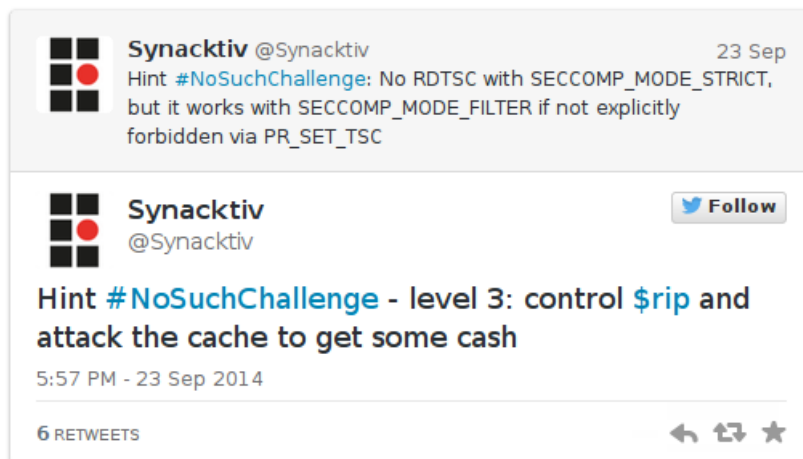 Synacktiv @Synacktiv 23 Sep
Hint #NoSuchChallenge: No RDTSC with SECCOMP_MODE_STRICT,
but it works with SECCOMP_MODE_FILTER if not explicitly
forbidden via PR_SET_TSC
Synacktiv
@Synacktiv
Follow
Hint #NoSuchChallenge - level 3: control $rip and
attack the cache to get some cash
5:57 PM - 23 Sep 2014
6 RETWEETS